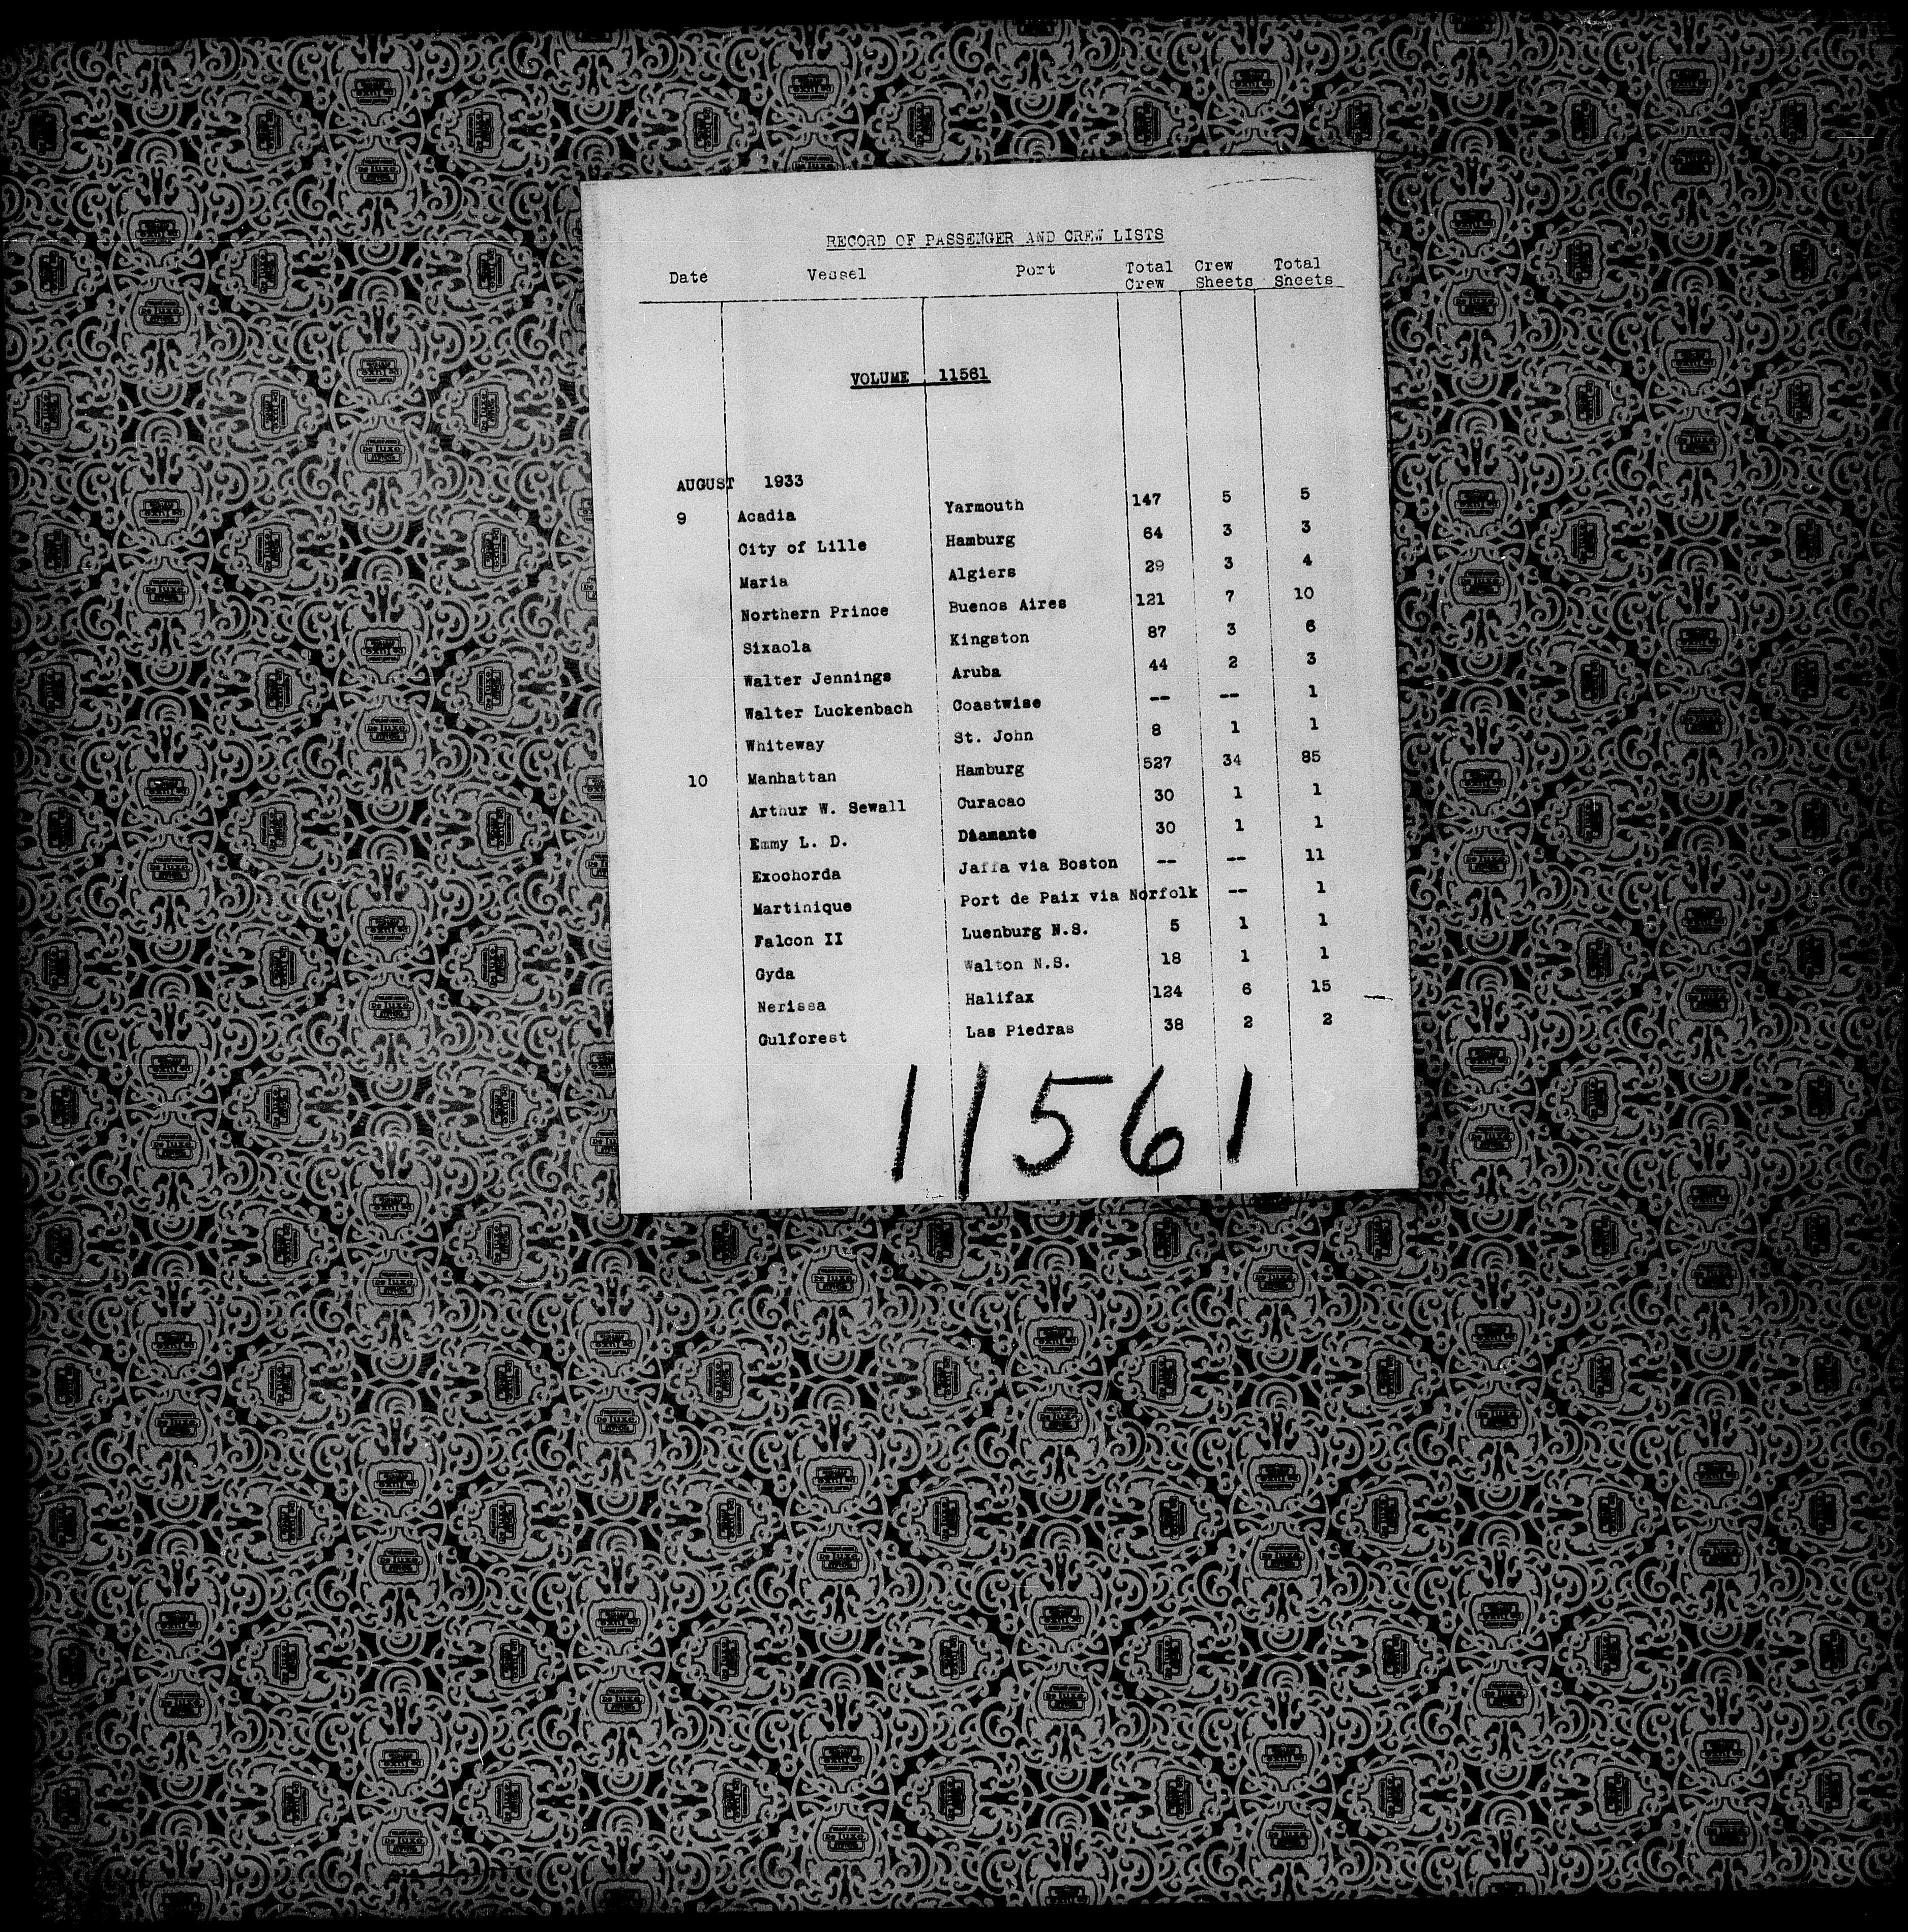 RECORD OF PASSENGER AND CREW LISTS
Date Vessel Port Total Crew Crew Sheets Total Sheets
VOLUME 11561
AUGUST 1933
9 Acadia Yarmouth 147 5 5
City of Lille Hamburg 64 3 3
Maria Algiers 29 3 4
Northern Prince Buenos Aires 121 7 10
Sixaola Kingston 87 3 6
Walter Jennings Aruba 44 2 3
Walter Luckenbach Coastwise -- -- 1
Whiteway St. John 8 1 1
10 Manhattan Hamburg 527 34 85
Arthur W. Sewall Curacao 30 1 1
Emmy L. D. Diamante 30 1 1
Exochorda Jaffa via Boston -- -- 11
Martinique Port de Paix via Norfolk -- 1
Falcon II Luenburg N.S. 5 1 1
Gyda Walton N.S. 18 1 1
Nerissa Halifax 124 6 15
Gulforest Las Piedras 38 2 2
11561